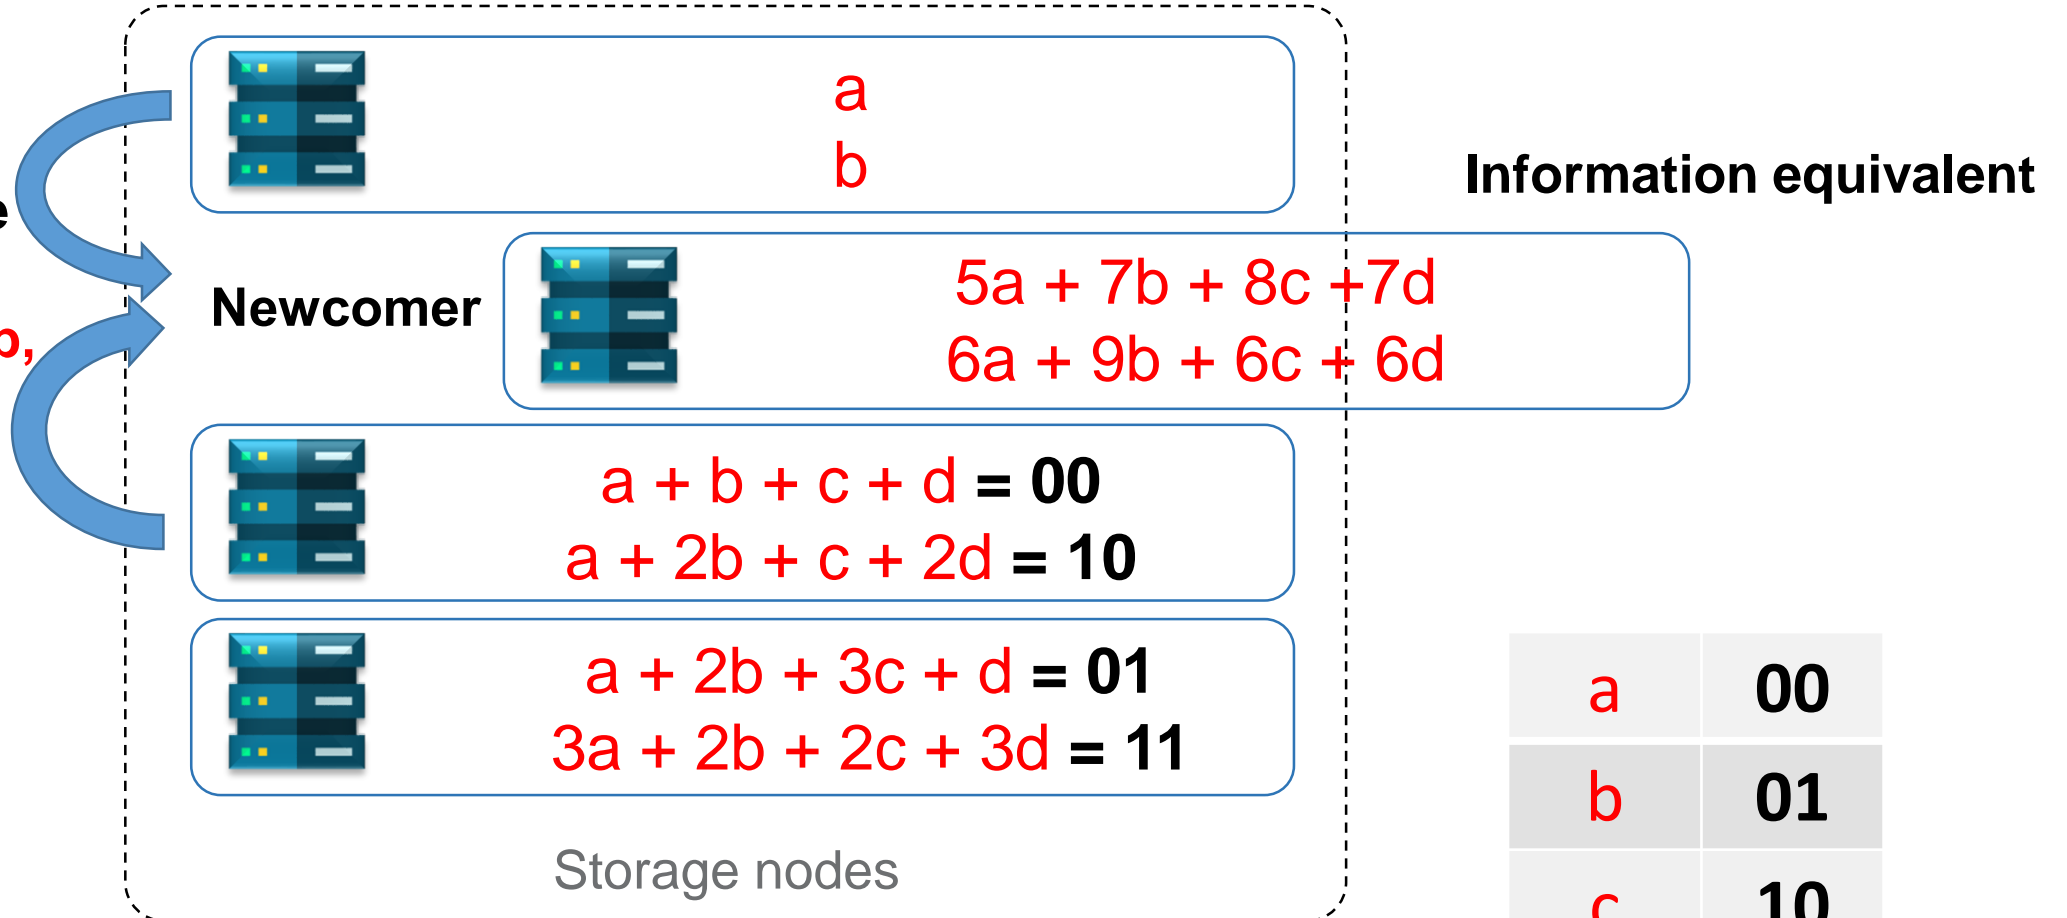 a
b
Information equivalent
Newcomer
5a + 7b + 8c +7d
6a + 9b + 6c + 6d
b,
a + b + c + d = 00
a + 2b + c + 2d = 10
a + 2b + 3c + d = 01
3a + 2b + 2c + 3d = 11
Storage nodes
a 00
b 01
c 10